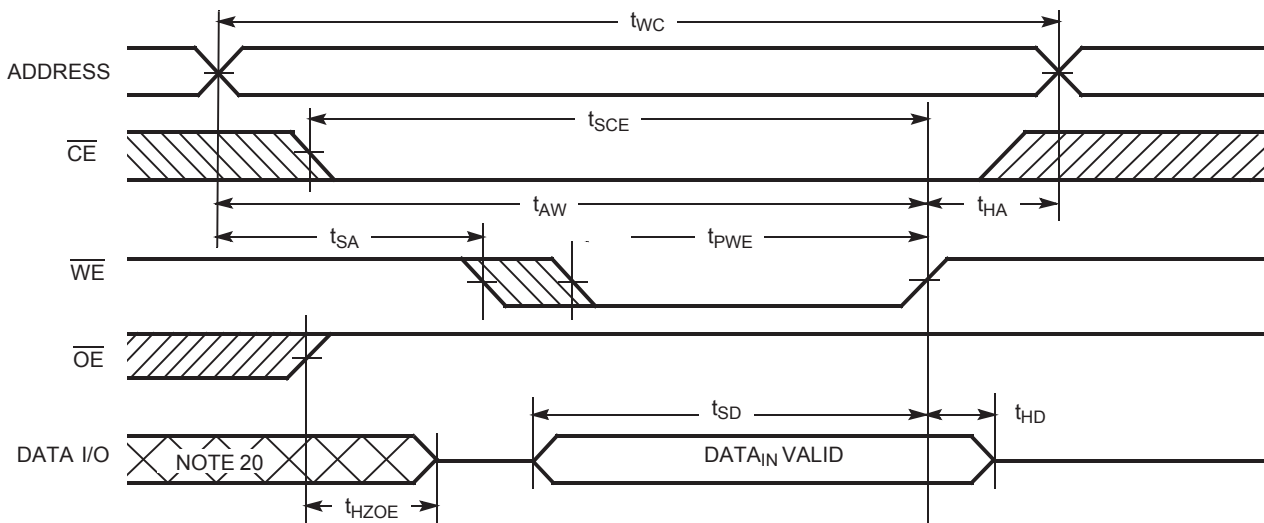 tWC
ADDRESS
tSCE
CE
tAW
tHA
tSA
tPWE
WE
OE
tSD
tHD
DATA I/O
NOTE 20
DATAIN VALID
tHZOE